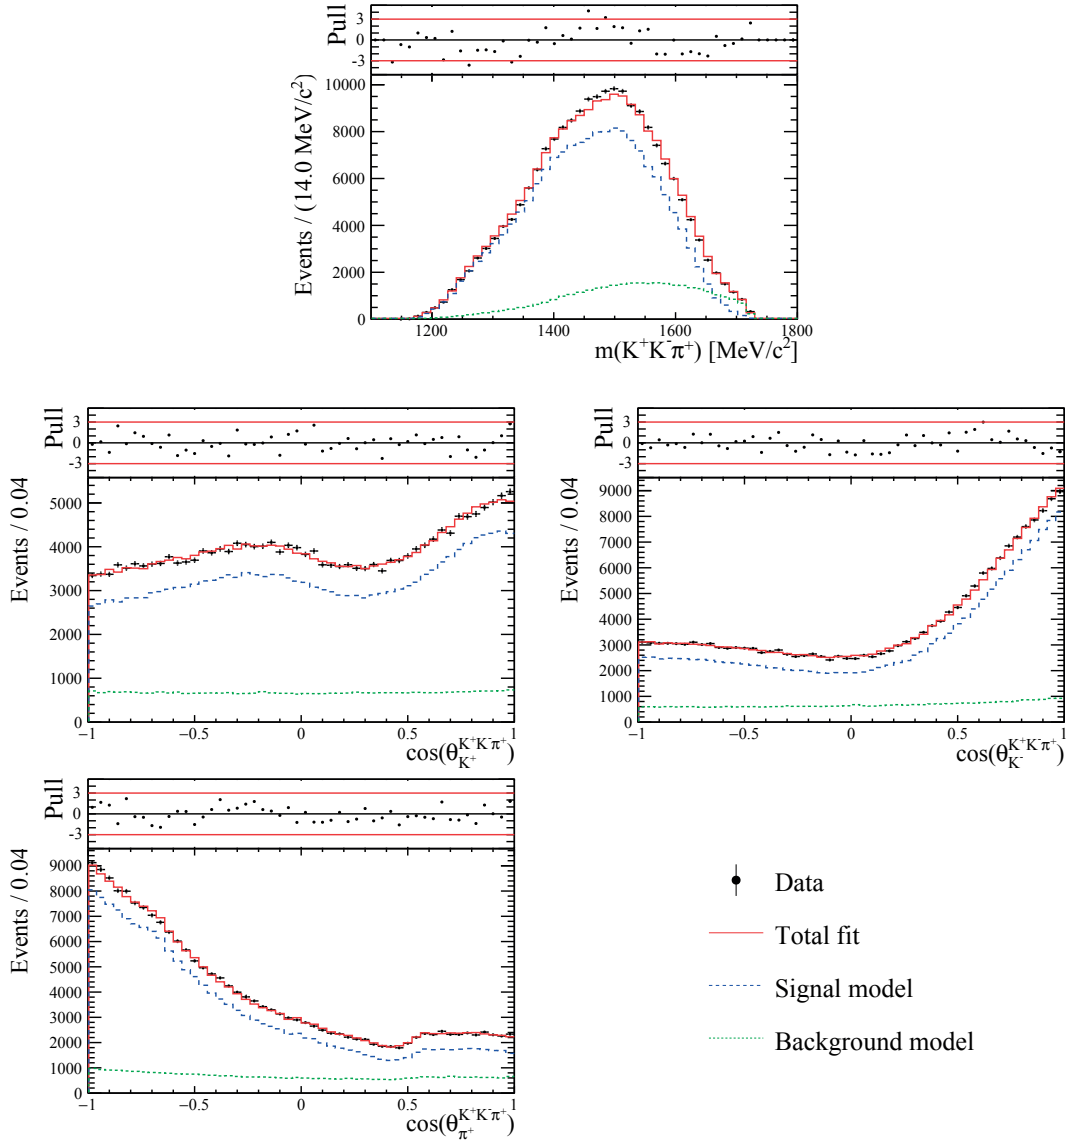 Pull
3
0
-3
Events / (14.0 MeV/c²)
10000
8000
6000
4000
2000
0
1200 1400 1600 1800
m(K⁺K⁻π⁺) [MeV/c²]
Pull
3
0
-3
Events / 0.04
5000
4000
3000
2000
1000
0
−1 −0.5 0 0.5 1
cos(θ_{K⁺}^{K⁺K⁻π⁺})
Pull
3
0
-3
Events / 0.04
9000
8000
7000
6000
5000
4000
3000
2000
1000
0
−1 −0.5 0 0.5 1
cos(θ_{K⁻}^{K⁺K⁻π⁺})
Pull
3
0
-3
Events / 0.04
9000
8000
7000
6000
5000
4000
3000
2000
1000
0
−1 −0.5 0 0.5 1
cos(θ_{π⁺}^{K⁺K⁻π⁺})
Data
Total fit
Signal model
Background model